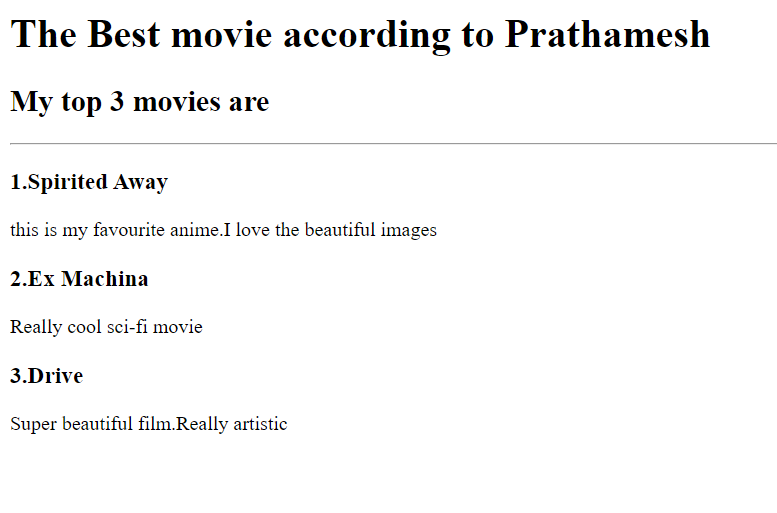 The Best movie according to Prathamesh
My top 3 movies are
1.Spirited Away
this is my favourite anime.I love the beautiful images
2.Ex Machina
Really cool sci-fi movie
3.Drive
Super beautiful film.Really artistic